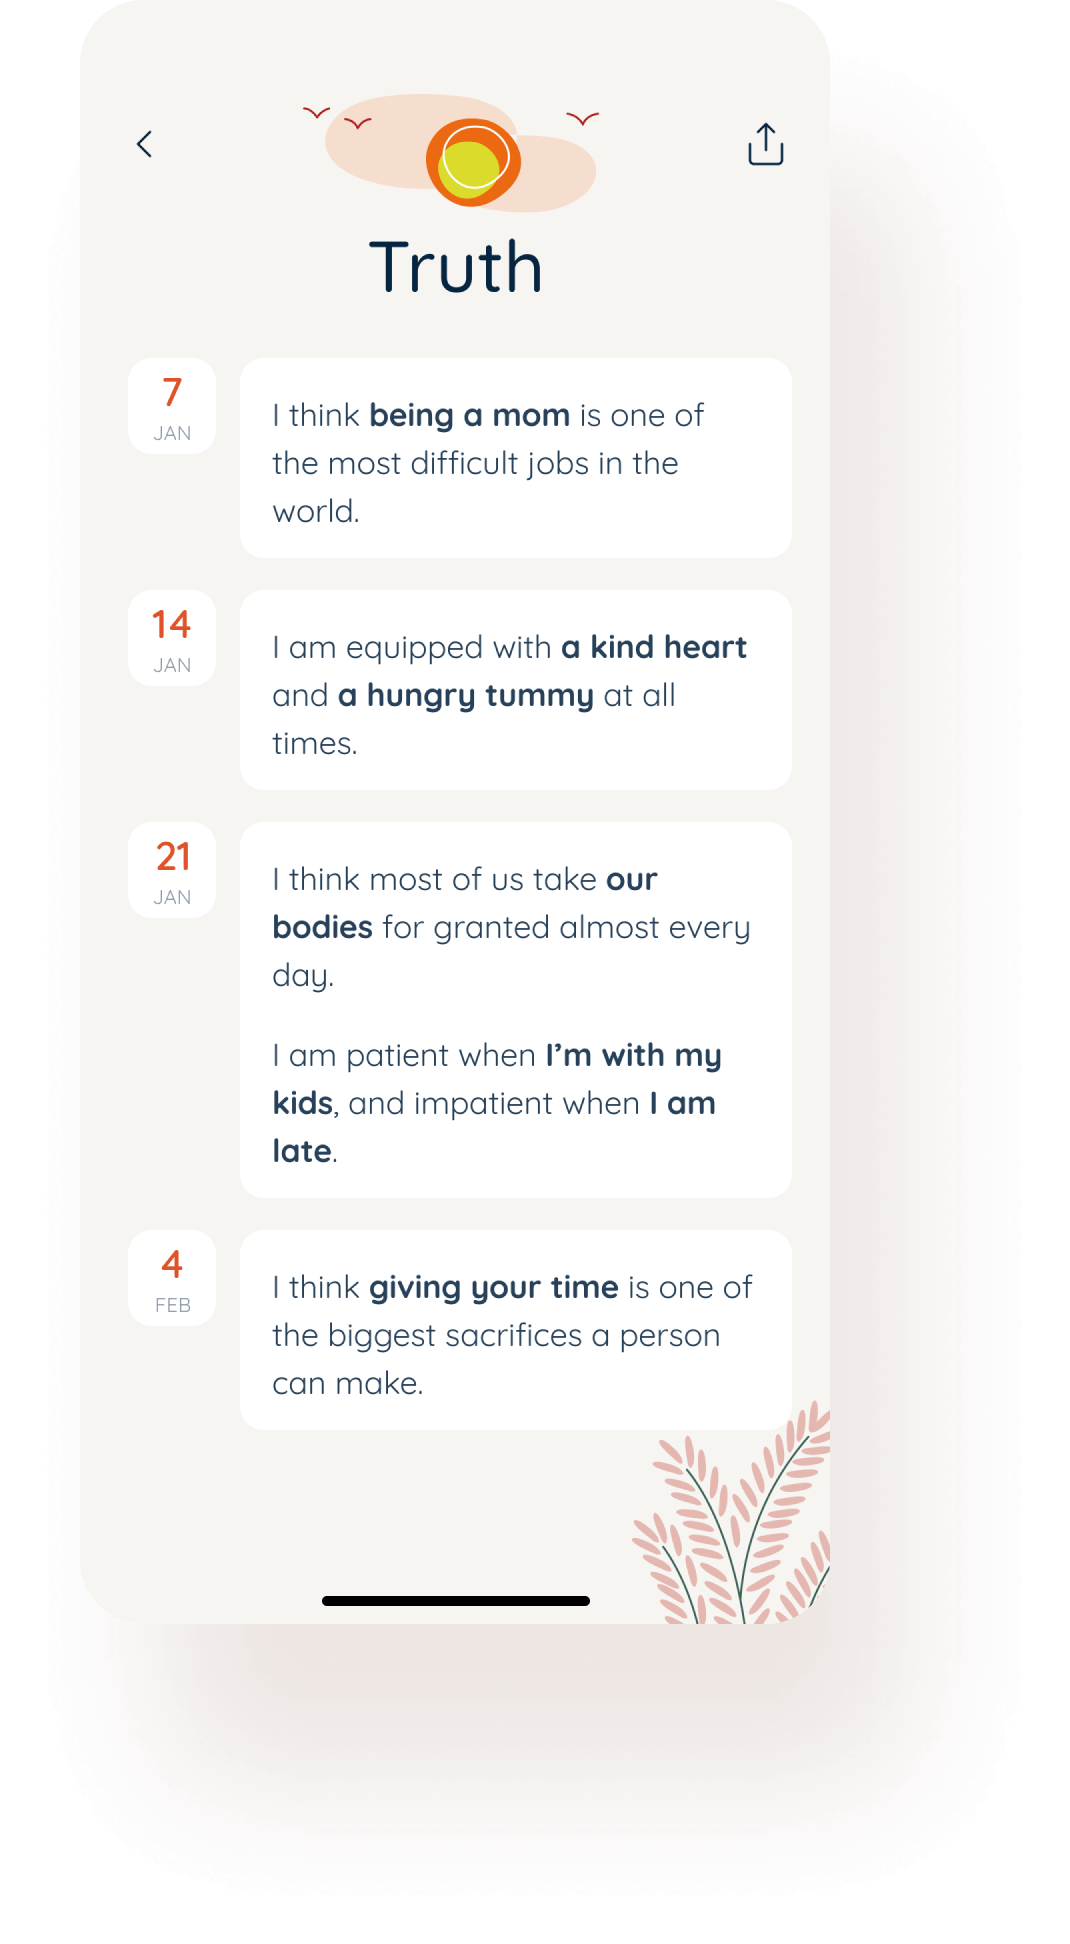 Truth
7
JAN
I think being a mom is one of
the most difficult jobs in the
world.
14
JAN
I am equipped with a kind heart
and a hungry tummy at all
times.
21
JAN
I think most of us take our
bodies for granted almost every
day.
I am patient when I’m with my
kids, and impatient when I am
late.
4
FEB
I think giving your time is one of
the biggest sacrifices a person
can make.